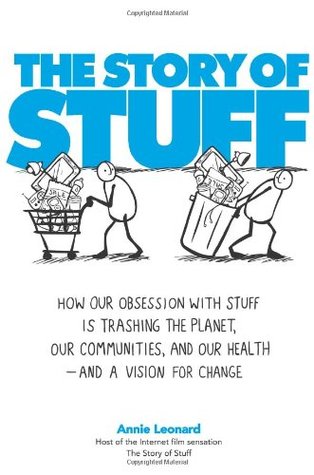 Copyrighted Material
THE STORY OF
STUFF
SALE
HOW OUR OBSESSION WITH STUFF
IS TRASHING THE PLANET,
OUR COMMUNITIES, AND OUR HEALTH
—AND A VISION FOR CHANGE
Annie Leonard
Host of the Internet film sensation
The Story of Stuff
Copyrighted Material